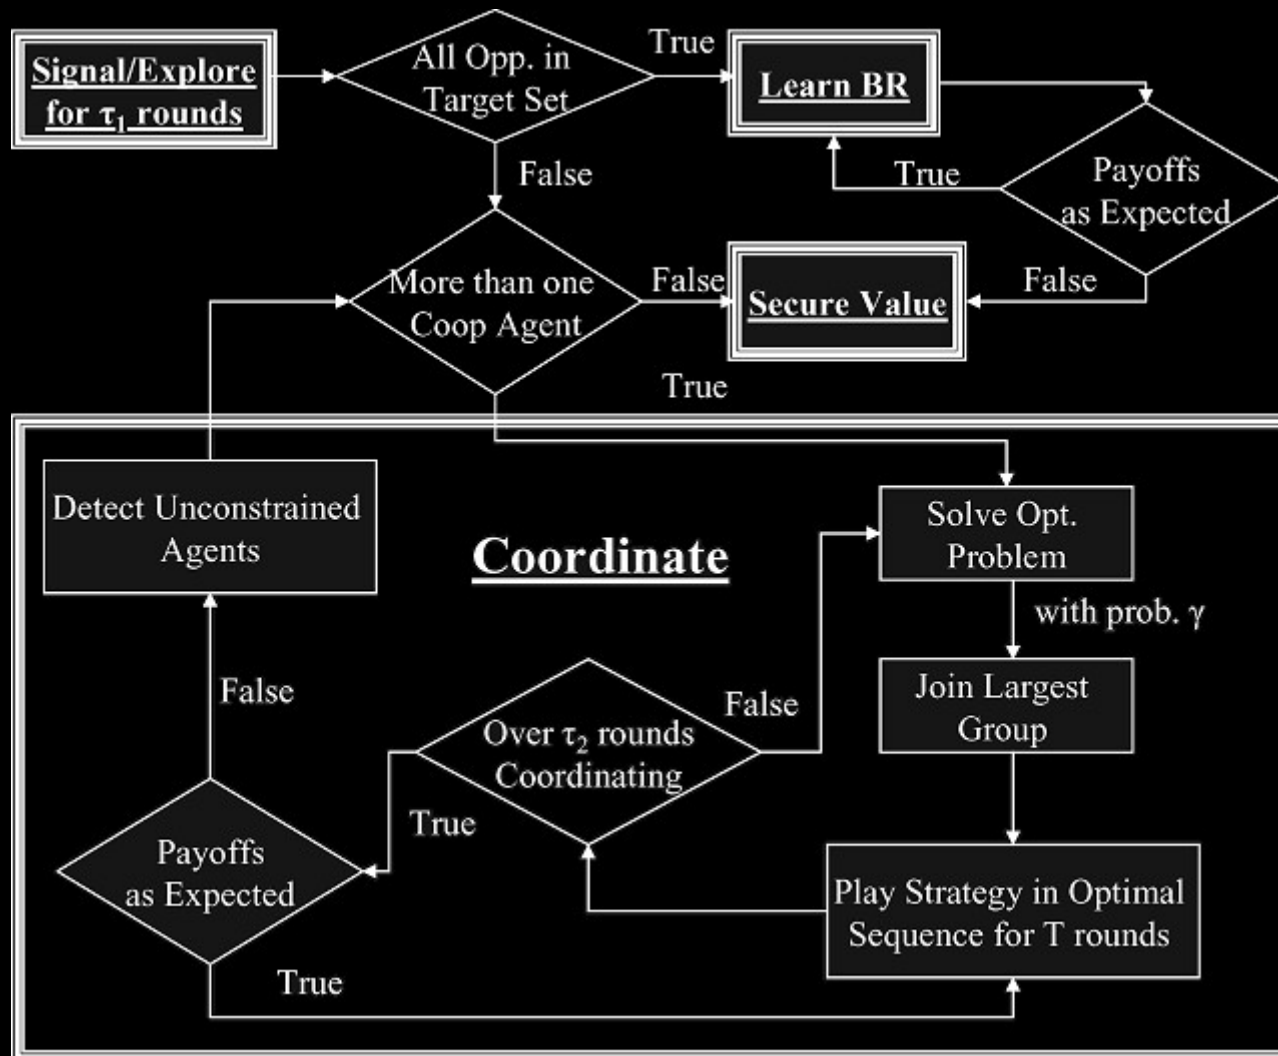 Signal/Explore
for τ₁ rounds
All Opp. in
Target Set
True
Learn BR
False
True
Payoffs
as Expected
More than one
Coop Agent
False
Secure Value
False
True
Detect Unconstrained
Agents
Coordinate
Solve Opt.
Problem
with prob. γ
False
Over τ₂ rounds
Coordinating
False
Join Largest
Group
True
Payoffs
as Expected
Play Strategy in Optimal
Sequence for T rounds
True